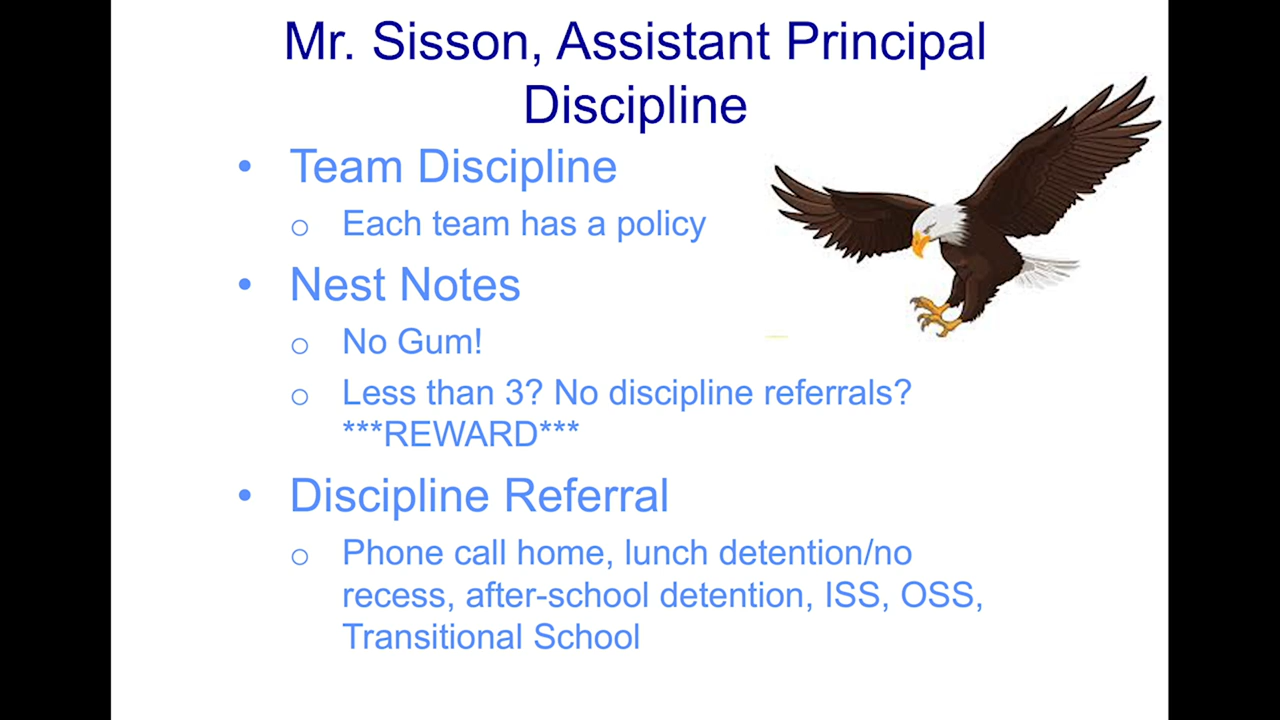 Mr. Sisson, Assistant Principal
Discipline
• Team Discipline
o Each team has a policy
• Nest Notes
o No Gum!
o Less than 3? No discipline referrals?
***REWARD***
• Discipline Referral
o Phone call home, lunch detention/no
recess, after-school detention, ISS, OSS,
Transitional School